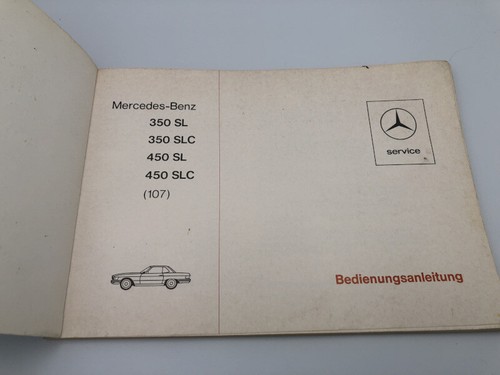 Mercedes-Benz
350 SL
350 SLC
450 SL
450 SLC
(107)
service
Bedienungsanleitung